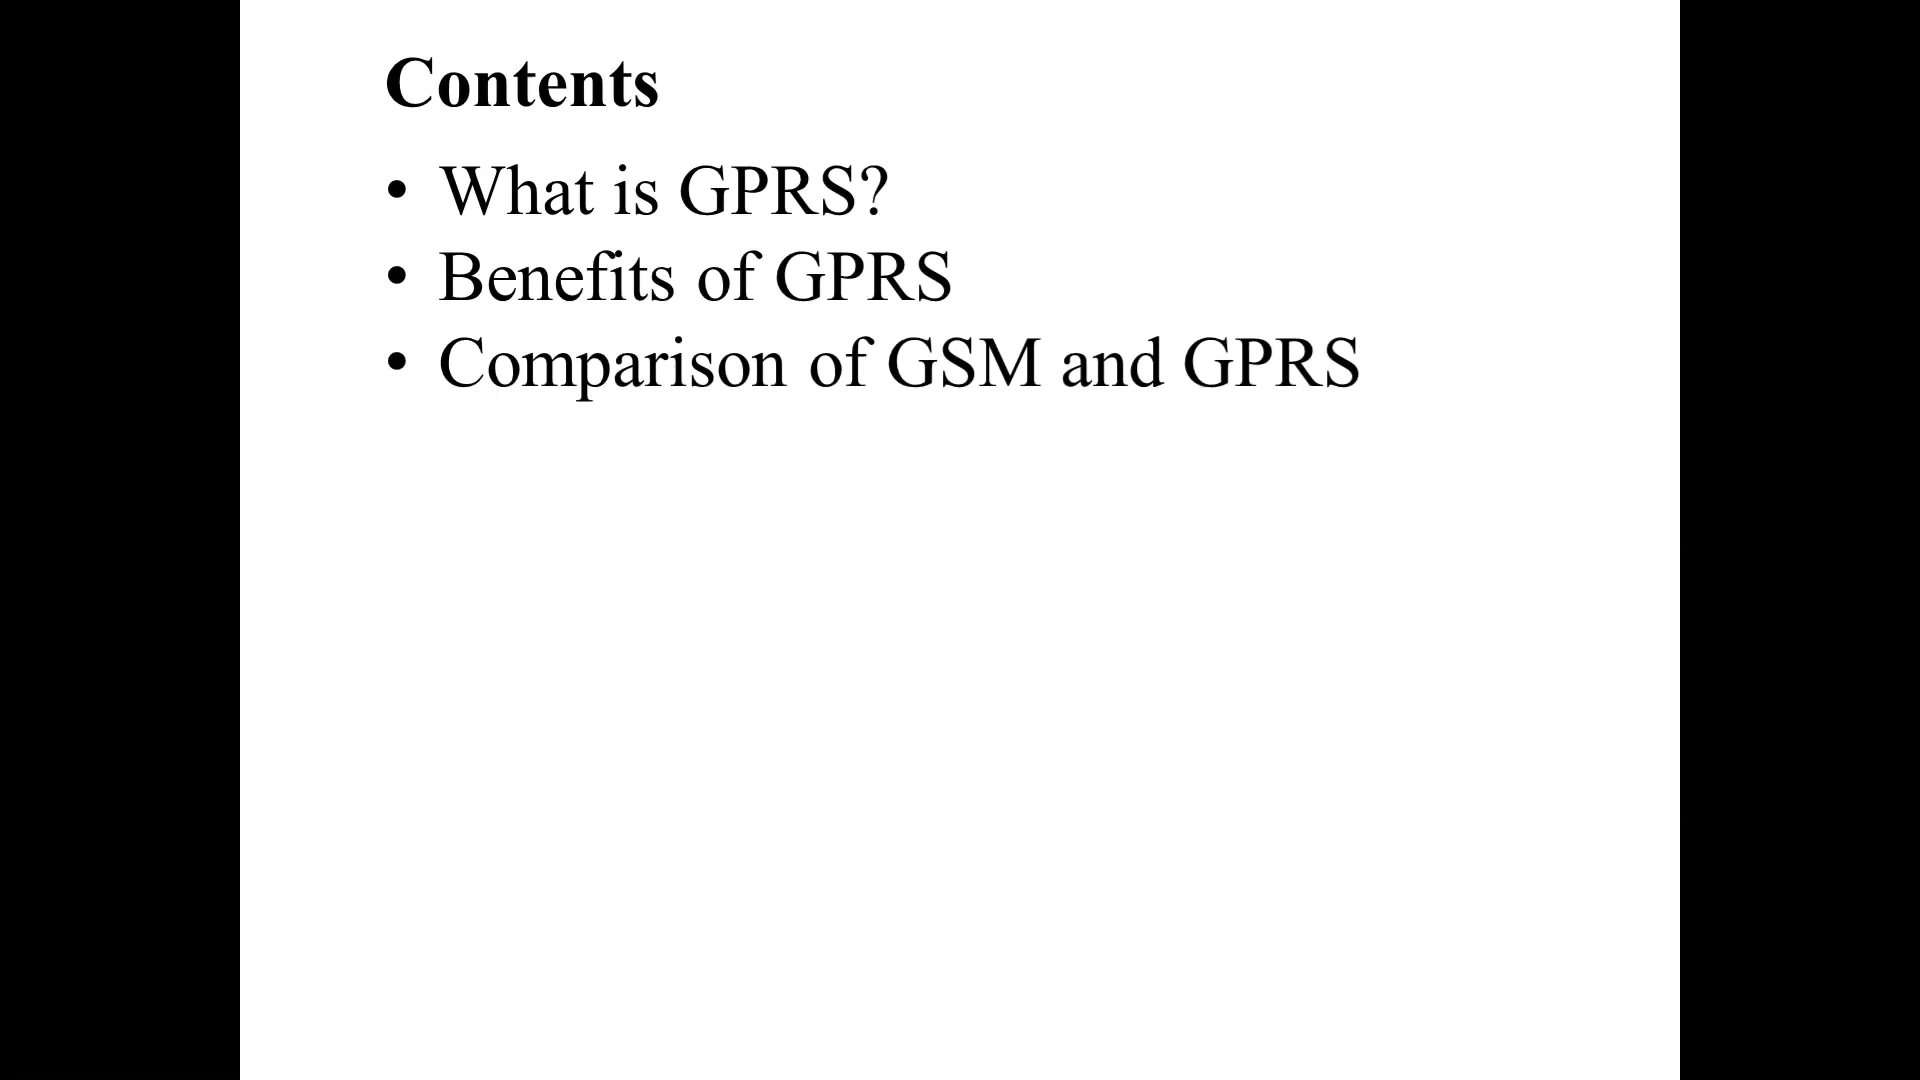 Contents
• What is GPRS?
• Benefits of GPRS
• Comparison of GSM and GPRS